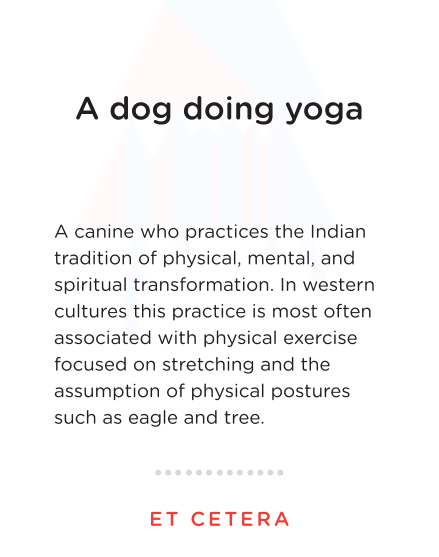 A dog doing yoga
A canine who practices the Indian
tradition of physical, mental, and
spiritual transformation. In western
cultures this practice is most often
associated with physical exercise
focused on stretching and the
assumption of physical postures
such as eagle and tree.
ET CETERA